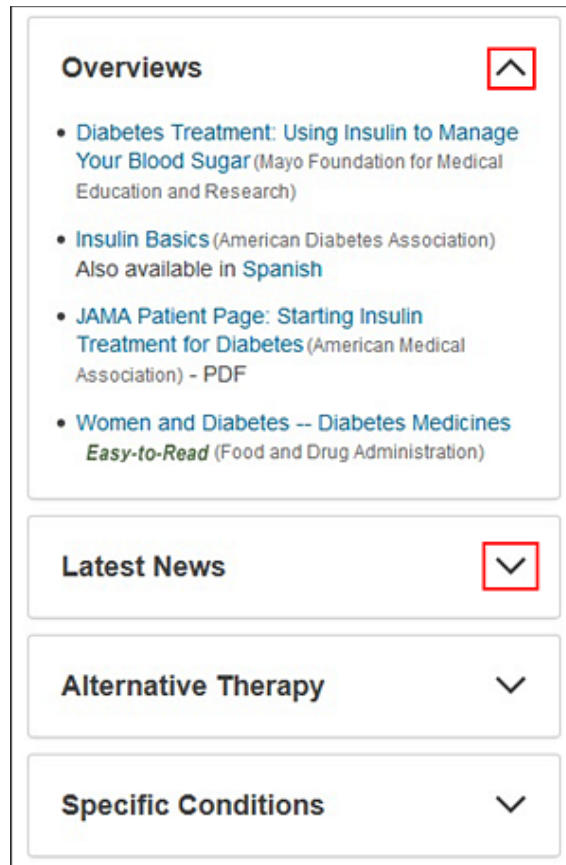 Overviews
• Diabetes Treatment: Using Insulin to Manage
Your Blood Sugar (Mayo Foundation for Medical
Education and Research)
• Insulin Basics (American Diabetes Association)
Also available in Spanish
• JAMA Patient Page: Starting Insulin
Treatment for Diabetes (American Medical
Association) - PDF
• Women and Diabetes -- Diabetes Medicines
Easy-to-Read (Food and Drug Administration)
Latest News
Alternative Therapy
Specific Conditions